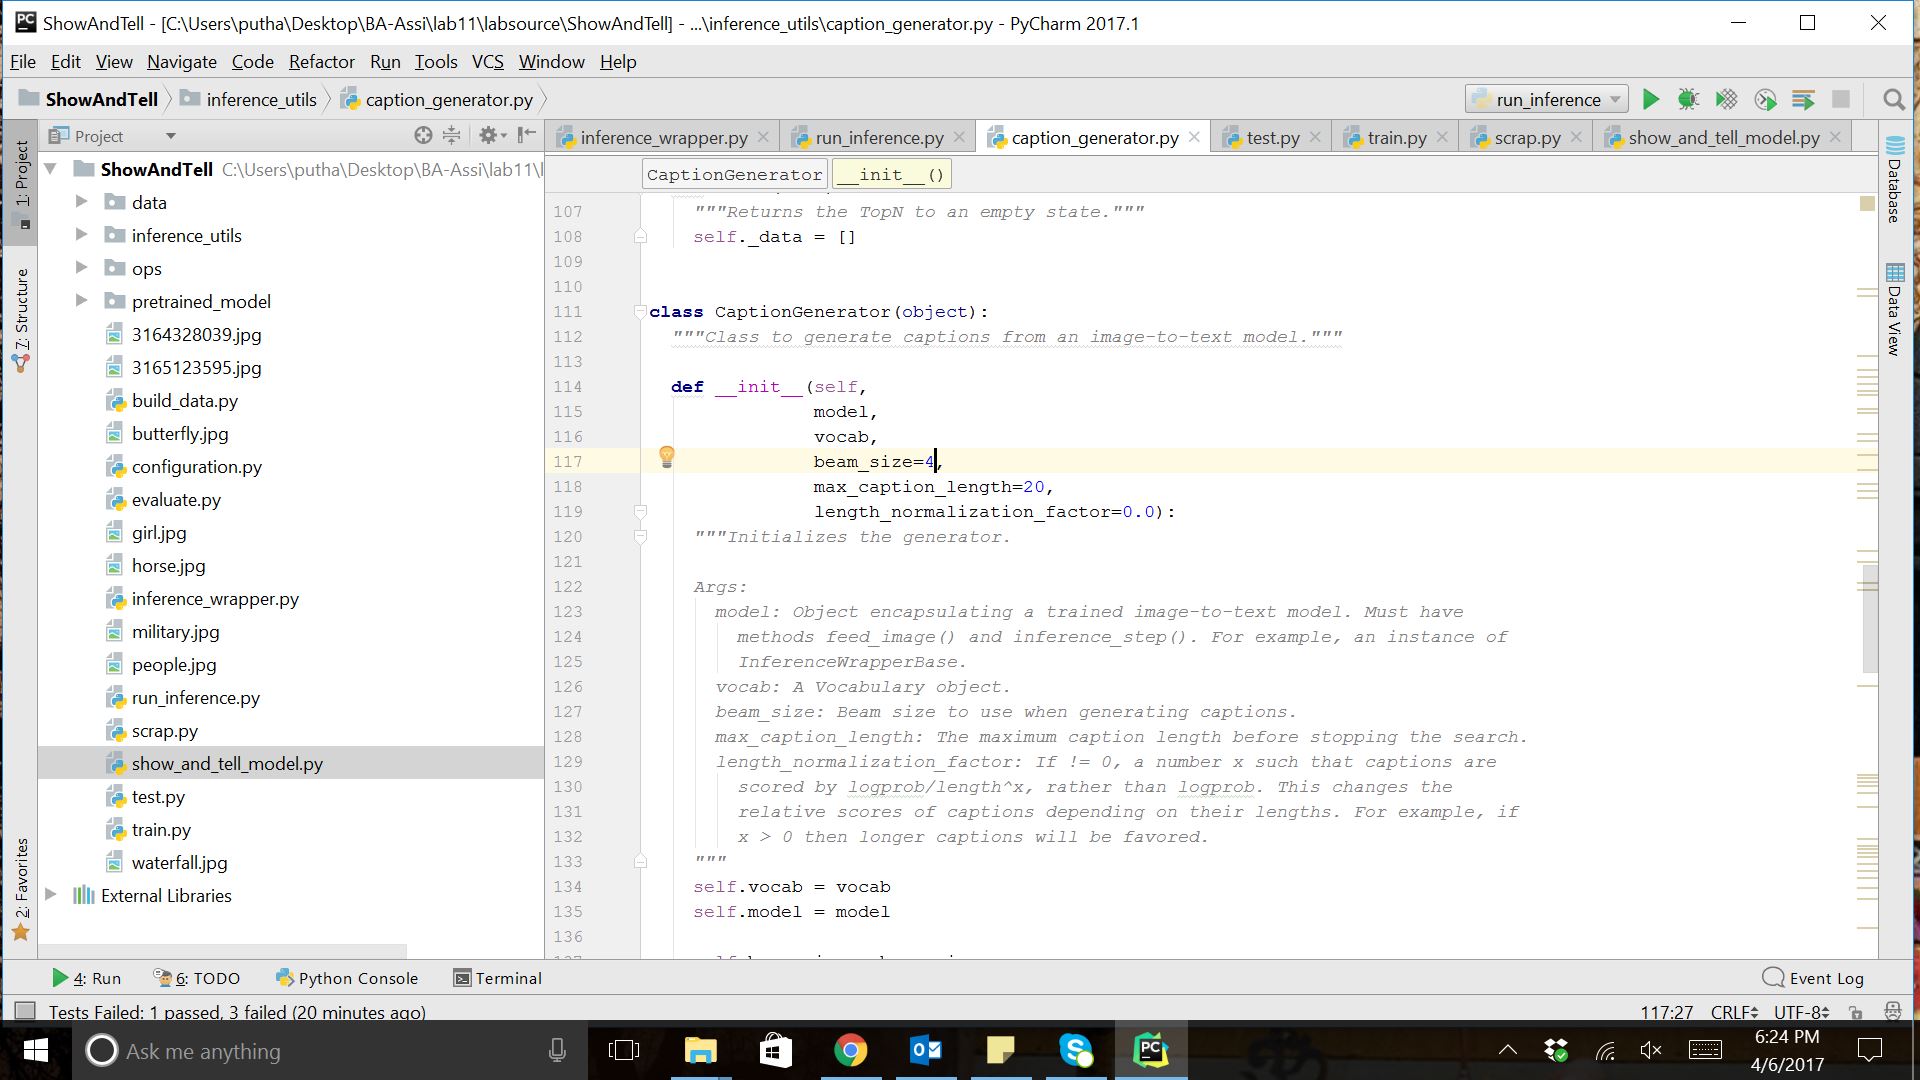 ShowAndTell - [C:\Users\putha\Desktop\BA-Assi\lab11\labsource\ShowAndTell] - ...\inference_utils\caption_generator.py - PyCharm 2017.1
File Edit View Navigate Code Refactor Run Tools VCS Window Help
ShowAndTell inference_utils caption_generator.py run_inference
Project
inference_wrapper.py run_inference.py caption_generator.py test.py train.py scrap.py show_and_tell_model.py
CaptionGenerator __init__()
1: Project
7: Structure
2: Favorites
ShowAndTell C:\Users\putha\Desktop\BA-Assi\lab11\l
data
inference_utils
ops
pretrained_model
3164328039.jpg
3165123595.jpg
build_data.py
butterfly.jpg
configuration.py
evaluate.py
girl.jpg
horse.jpg
inference_wrapper.py
military.jpg
people.jpg
run_inference.py
scrap.py
show_and_tell_model.py
test.py
train.py
waterfall.jpg
External Libraries
107 """Returns the TopN to an empty state."""
108 self._data = []
109
110
111 class CaptionGenerator(object):
112 """Class to generate captions from an image-to-text model."""
113
114 def __init__(self,
115 model,
116 vocab,
117 beam_size=4,
118 max_caption_length=20,
119 length_normalization_factor=0.0):
120 """Initializes the generator.
121
122 Args:
123 model: Object encapsulating a trained image-to-text model. Must have
124 methods feed_image() and inference_step(). For example, an instance of
125 InferenceWrapperBase.
126 vocab: A Vocabulary object.
127 beam_size: Beam size to use when generating captions.
128 max_caption_length: The maximum caption length before stopping the search.
129 length_normalization_factor: If != 0, a number x such that captions are
130 scored by logprob/length^x, rather than logprob. This changes the
131 relative scores of captions depending on their lengths. For example, if
132 x > 0 then longer captions will be favored.
133 """
134 self.vocab = vocab
135 self.model = model
136
Database
Data View
4: Run 6: TODO Python Console Terminal Event Log
Tests Failed: 1 passed, 3 failed (20 minutes ago) 117:27 CRLF UTF-8
Ask me anything
6:24 PM
4/6/2017